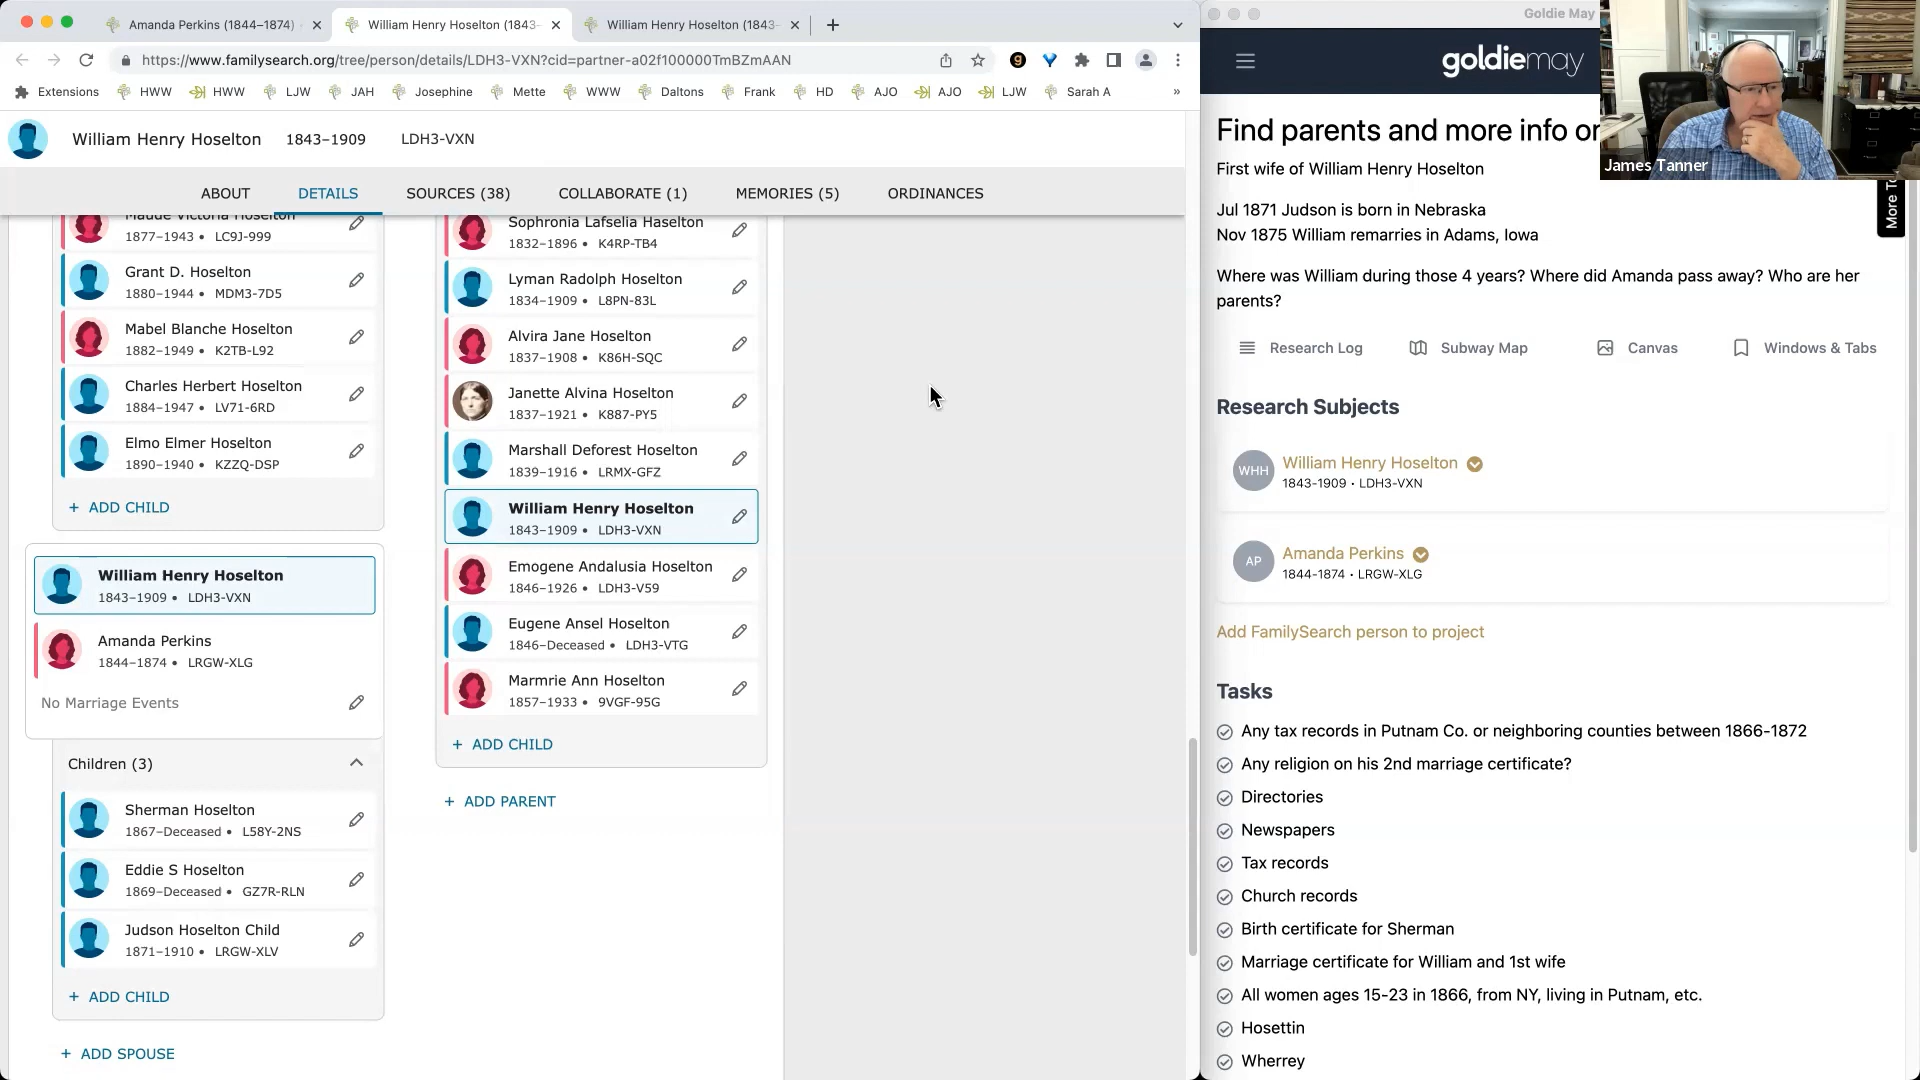 Amanda Perkins (1844–1874)
William Henry Hoselton (1843-
William Henry Hoselton (1843-
https://www.familysearch.org/tree/person/details/LDH3-VXN?cid=partner-a02f100000TmBZmAAN
Extensions HWW HWW LJW JAH Josephine Mette WWW Daltons Frank HD AJO AJO LJW Sarah A »
William Henry Hoselton 1843–1909 LDH3-VXN
ABOUT DETAILS SOURCES (38) COLLABORATE (1) MEMORIES (5) ORDINANCES
Maude Victoria Hoselton
1877–1943 • LC9J-999
Grant D. Hoselton
1880–1944 • MDM3-7D5
Mabel Blanche Hoselton
1882–1949 • K2TB-L92
Charles Herbert Hoselton
1884–1947 • LV71-6RD
Elmo Elmer Hoselton
1890–1940 • KZZQ-DSP
+ ADD CHILD
William Henry Hoselton
1843–1909 • LDH3-VXN
Amanda Perkins
1844–1874 • LRGW-XLG
No Marriage Events
Children (3)
Sherman Hoselton
1867–Deceased • L58Y-2NS
Eddie S Hoselton
1869–Deceased • GZ7R-RLN
Judson Hoselton Child
1871–1910 • LRGW-XLV
+ ADD CHILD
+ ADD SPOUSE
Sophronia Lafselia Haselton
1832–1896 • K4RP-TB4
Lyman Radolph Hoselton
1834–1909 • L8PN-83L
Alvira Jane Hoselton
1837–1908 • K86H-SQC
Janette Alvina Hoselton
1837–1921 • K887-PY5
Marshall Deforest Hoselton
1839–1916 • LRMX-GFZ
William Henry Hoselton
1843–1909 • LDH3-VXN
Emogene Andalusia Hoselton
1846–1926 • LDH3-V59
Eugene Ansel Hoselton
1846–Deceased • LDH3-VTG
Marmrie Ann Hoselton
1857–1933 • 9VGF-95G
+ ADD CHILD
+ ADD PARENT
Goldie May
goldiemay
James Tanner
More To
Find parents and more info or
First wife of William Henry Hoselton
Jul 1871 Judson is born in Nebraska
Nov 1875 William remarries in Adams, Iowa
Where was William during those 4 years? Where did Amanda pass away? Who are her
parents?
Research Log Subway Map Canvas Windows & Tabs
Research Subjects
WHH
William Henry Hoselton
1843-1909 • LDH3-VXN
AP
Amanda Perkins
1844-1874 • LRGW-XLG
Add FamilySearch person to project
Tasks
Any tax records in Putnam Co. or neighboring counties between 1866-1872
Any religion on his 2nd marriage certificate?
Directories
Newspapers
Tax records
Church records
Birth certificate for Sherman
Marriage certificate for William and 1st wife
All women ages 15-23 in 1866, from NY, living in Putnam, etc.
Hosettin
Wherrey